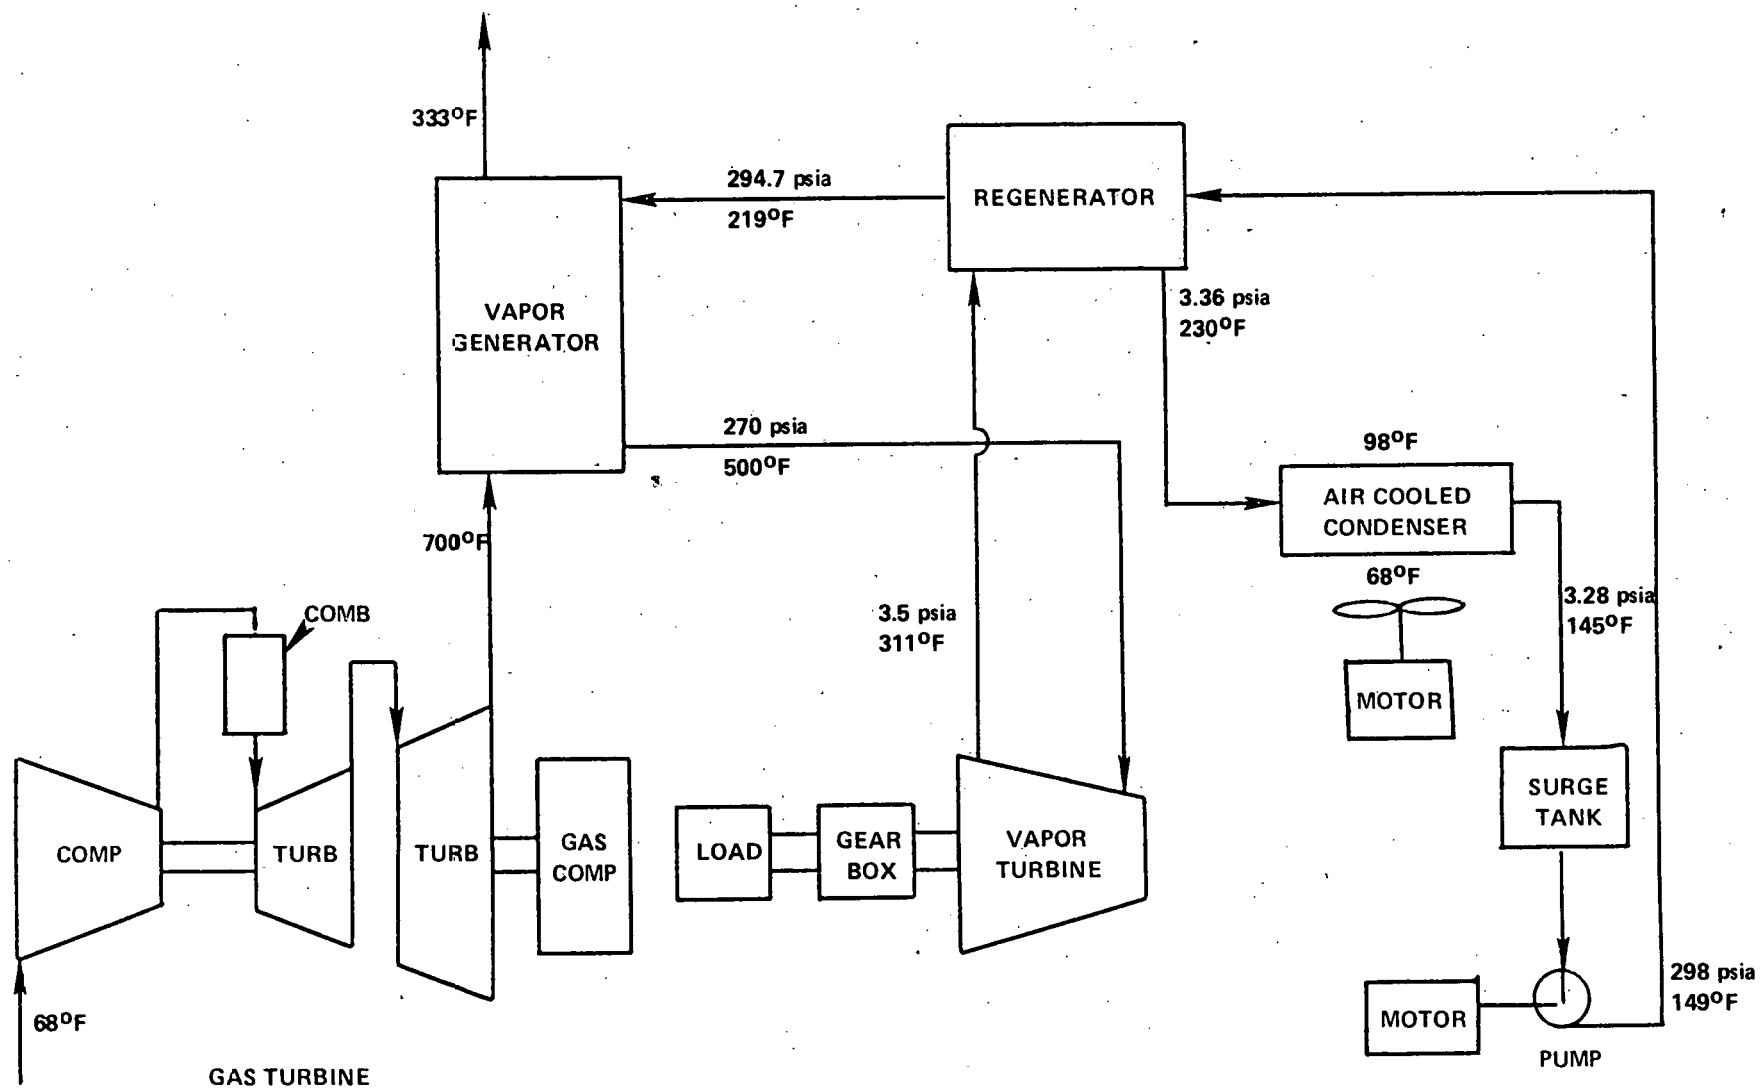 333°F
294.7 psia
219°F
REGENERATOR
VAPOR
GENERATOR
3.36 psia
230°F
270 psia
500°F
98°F
AIR COOLED
CONDENSER
68°F
700°F
3.5 psia
311°F
3.28 psia
145°F
COMB
MOTOR
SURGE
TANK
COMP
TURB
TURB
GAS
COMP
LOAD
GEAR
BOX
VAPOR
TURBINE
298 psia
149°F
MOTOR
68°F
PUMP
GAS TURBINE